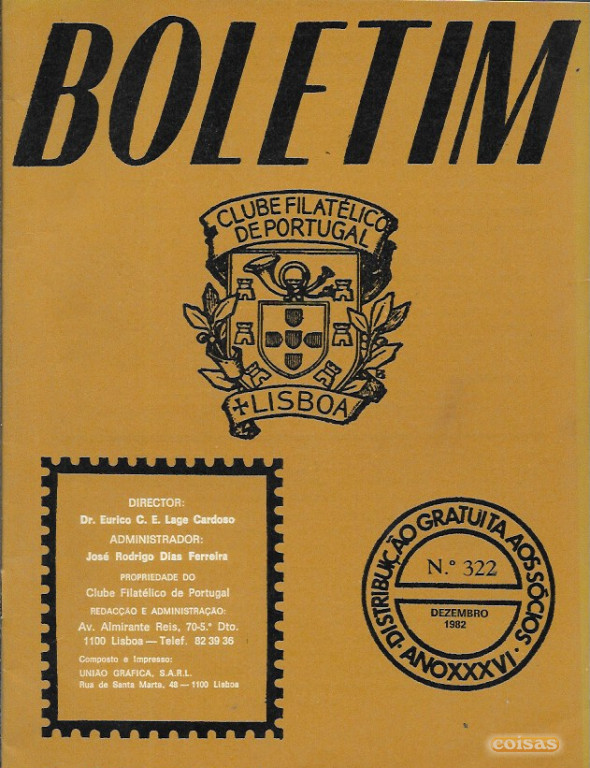 BOLETIM
CLUBE FILATÉLICO
DE PORTUGAL
LISBOA
DIRECTOR:
Dr. Eurico C. E. Lage Cardoso
ADMINISTRADOR:
José Rodrigo Dias Ferreira
PROPRIEDADE DO
Clube Filatélico de Portugal
REDACÇÃO E ADMINISTRAÇÃO:
Av. Almirante Reis, 70-5.º Dto.
1100 Lisboa — Telef. 82 39 36
Composto e Impresso:
UNIÃO GRÁFICA, S.A.R.L.
Rua de Santa Marta, 48 — 1100 Lisboa
DISTRIBUIÇÃO GRATUITA AOS SÓCIOS
N.º 322
DEZEMBRO
1982
ANO XXXVI
coisas